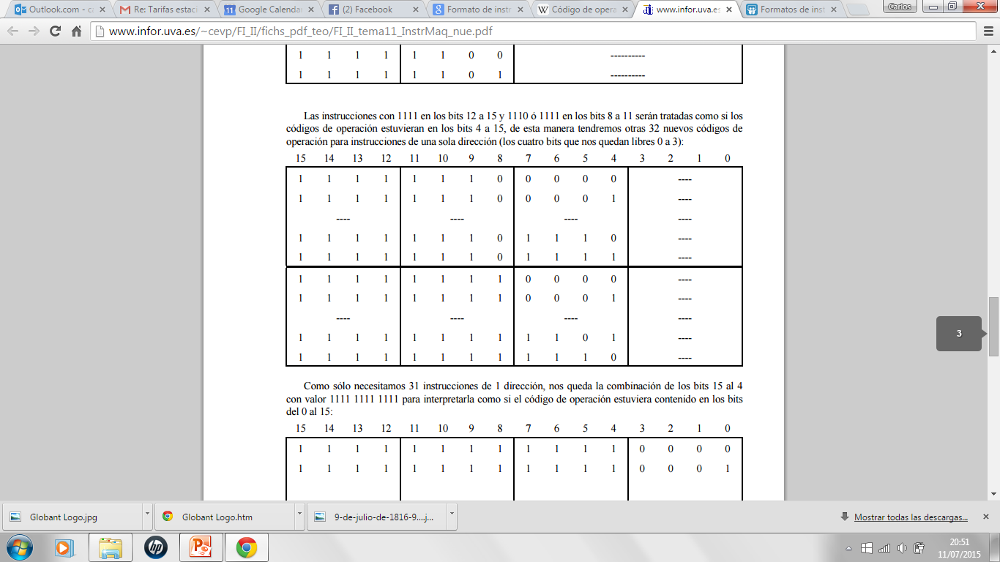 Outlook.com - ca
Re: Tarifas estaci
Google Calendar
(2) Facebook
Formato de instr
Código de opera
www.infor.uva.es
Formatos de inst
Carlos
www.infor.uva.es/~cevp/FI_II/fichs_pdf_teo/FI_II_tema11_InstrMaq_nue.pdf
1 1 1 1 1 1 0 0 ----------
1 1 1 1 1 1 0 1 ----------
Las instrucciones con 1111 en los bits 12 a 15 y 1110 ó 1111 en los bits 8 a 11 serán tratadas como si los
códigos de operación estuvieran en los bits 4 a 15, de esta manera tendremos otras 32 nuevos códigos de
operación para instrucciones de una sola dirección (los cuatro bits que nos quedan libres 0 a 3):
15 14 13 12 11 10 9 8 7 6 5 4 3 2 1 0
1 1 1 1 1 1 1 0 0 0 0 0 ----
1 1 1 1 1 1 1 0 0 0 0 1 ----
---- ---- ---- ----
1 1 1 1 1 1 1 0 1 1 1 0 ----
1 1 1 1 1 1 1 0 1 1 1 1 ----
1 1 1 1 1 1 1 1 0 0 0 0 ----
1 1 1 1 1 1 1 1 0 0 0 1 ----
---- ---- ---- ----
1 1 1 1 1 1 1 1 1 1 0 1 ----
1 1 1 1 1 1 1 1 1 1 1 0 ----
3
Como sólo necesitamos 31 instrucciones de 1 dirección, nos queda la combinación de los bits 15 al 4
con valor 1111 1111 1111 para interpretarla como si el código de operación estuviera contenido en los bits
del 0 al 15:
15 14 13 12 11 10 9 8 7 6 5 4 3 2 1 0
1 1 1 1 1 1 1 1 1 1 1 1 0 0 0 0
1 1 1 1 1 1 1 1 1 1 1 1 0 0 0 1
Globant Logo.jpg
Globant Logo.htm
9-de-julio-de-1816-9....j...
Mostrar todas las descargas...
hp
20:51
11/07/2015